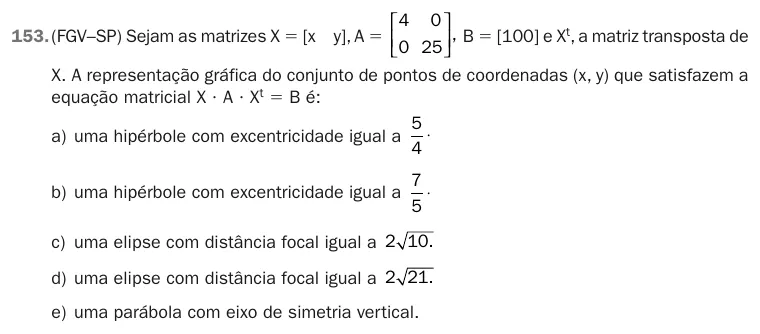 153. (FGV–SP) Sejam as matrizes X = [x y], A = [4 0; 0 25], B = [100] e Xᵗ, a matriz transposta de
X. A representação gráfica do conjunto de pontos de coordenadas (x, y) que satisfazem a
equação matricial X · A · Xᵗ = B é:
a) uma hipérbole com excentricidade igual a 5/4.
b) uma hipérbole com excentricidade igual a 7/5.
c) uma elipse com distância focal igual a 2√10.
d) uma elipse com distância focal igual a 2√21.
e) uma parábola com eixo de simetria vertical.